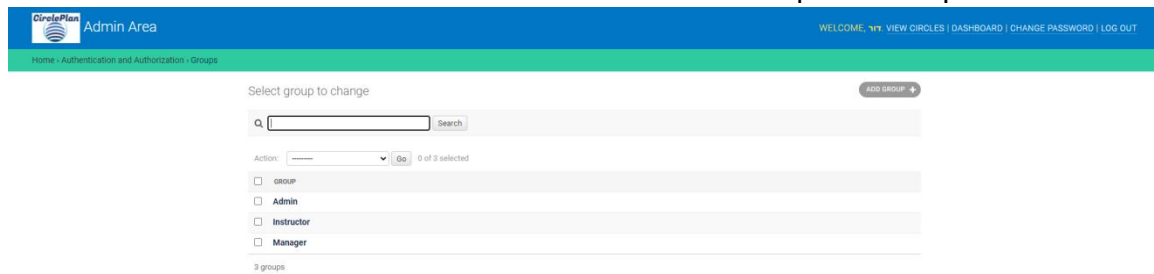 CirclePlan
Admin Area
WELCOME, דור. VIEW CIRCLES | DASHBOARD | CHANGE PASSWORD | LOG OUT
Home › Authentication and Authorization › Groups
Select group to change
ADD GROUP +
Search
Action: --------- Go 0 of 3 selected
GROUP
Admin
Instructor
Manager
3 groups